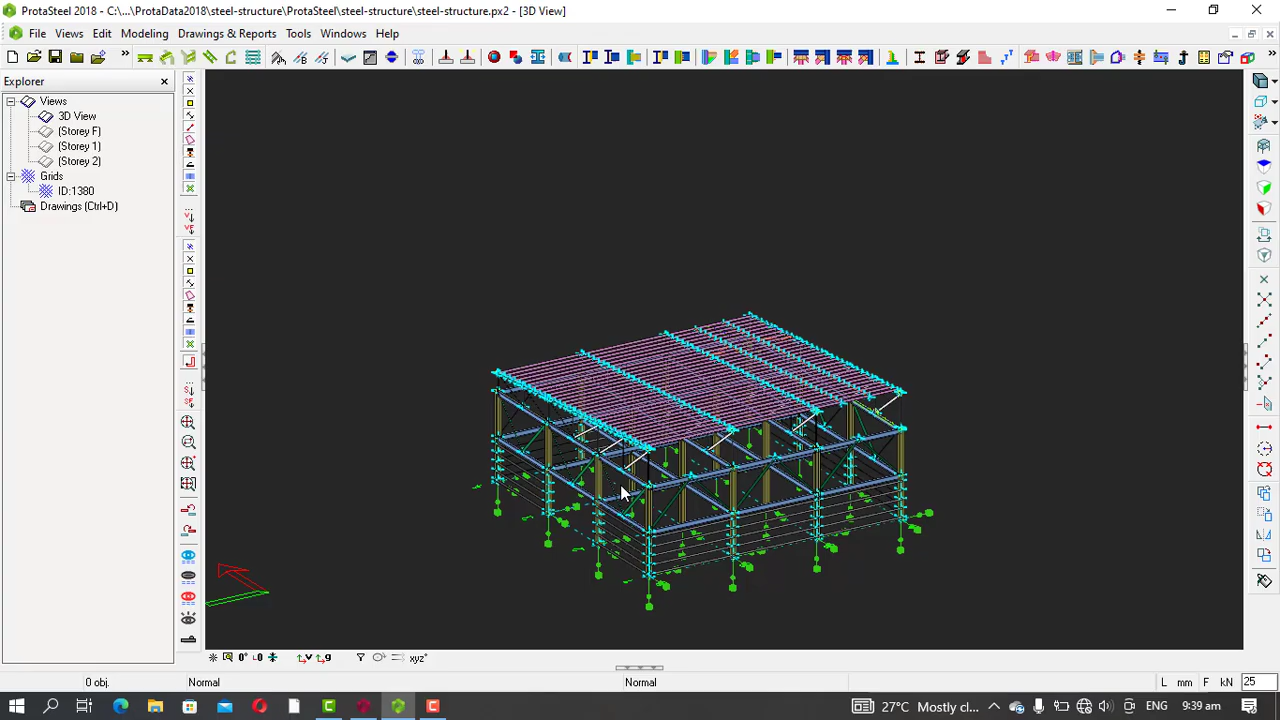 ProtaSteel 2018 - C:\...\ProtaData2018\steel-structure\ProtaSteel\steel-structure\steel-structure.px2 - [3D View]
File Views Edit Modeling Drawings & Reports Tools Windows Help
Explorer
Views
3D View
(Storey F)
(Storey 1)
(Storey 2)
Grids
ID:1380
Drawings (Ctrl+D)
0 obj. Normal Normal L mm F kN 25
27°C Mostly cl... ENG 9:39 am